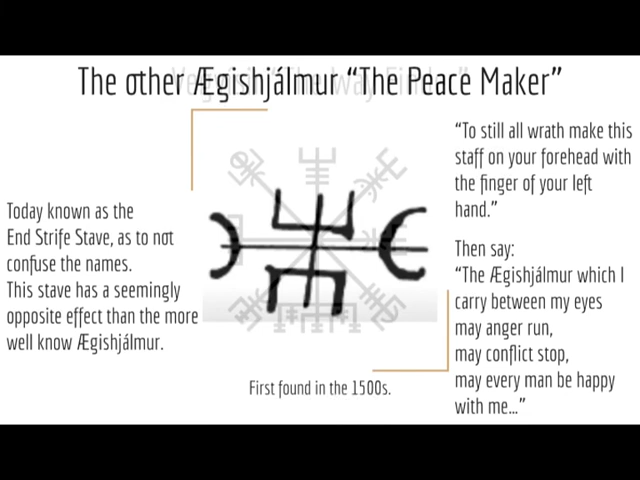 The other Ægishjálmur “The Peace Maker”
“To still all wrath make this
staff on your forehead with
the finger of your left
hand.”
Today known as the
End Strife Stave, as to not
confuse the names.
This stave has a seemingly
opposite effect than the more
well know Ægishjálmur.
Then say:
“The Ægishjálmur which I
carry between my eyes
may anger run,
may conflict stop,
may every man be happy
with me...”
First found in the 1500s.